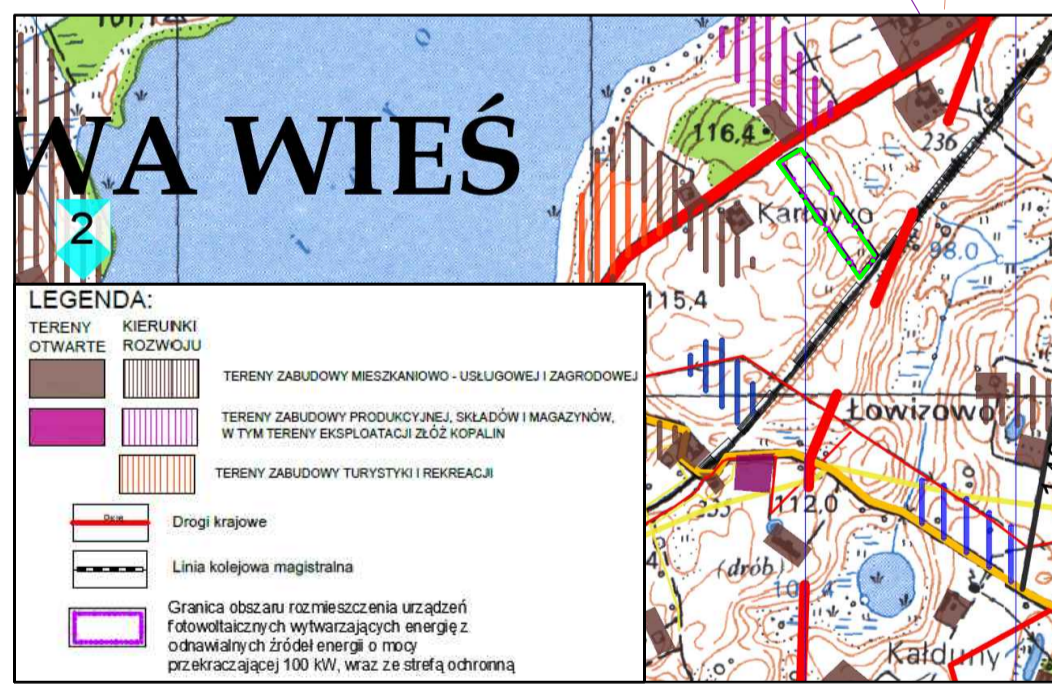 WA WIEŚ
2
116,4
236
Karłowo
98.0
115,4
Łowizowo
112,0
(drób.)
Kałduny
LEGENDA:
TERENY OTWARTE
KIERUNKI ROZWOJU
TERENY ZABUDOWY MIESZKANIOWO - USŁUGOWEJ I ZAGRODOWEJ
TERENY ZABUDOWY PRODUKCYJNEJ, SKŁADÓW I MAGAZYNÓW,
W TYM TERENY EKSPLOATACJI ZŁÓŻ KOPALIN
TERENY ZABUDOWY TURYSTYKI I REKREACJI
Drogi krajowe
Linia kolejowa magistralna
Granica obszaru rozmieszczenia urządzeń
fotowoltaicznych wytwarzających energię z
odnawialnych źródeł energii o mocy
przekraczającej 100 kW, wraz ze strefą ochronną